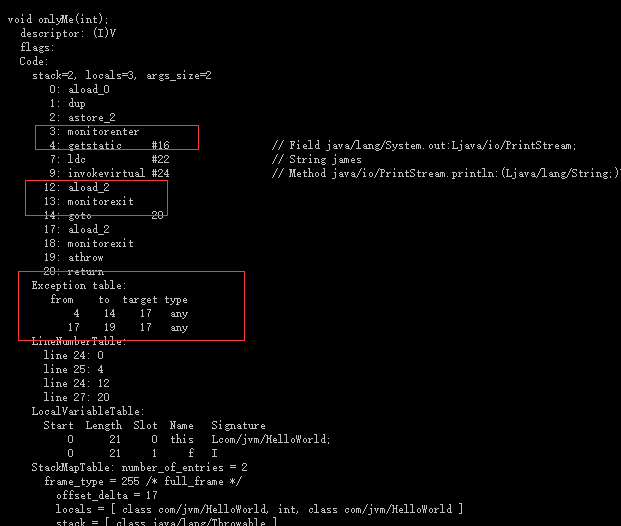 void onlyMe(int);
descriptor: (I)V
flags:
Code:
stack=2, locals=3, args_size=2
0: aload_0
1: dup
2: astore_2
3: monitorenter
4: getstatic #16 // Field java/lang/System.out:Ljava/io/PrintStream;
7: ldc #22 // String james
9: invokevirtual #24 // Method java/io/PrintStream.println:(Ljava/lang/String;)
12: aload_2
13: monitorexit
14: goto 20
17: aload_2
18: monitorexit
19: athrow
20: return
Exception table:
from to target type
4 14 17 any
17 19 17 any
LineNumberTable:
line 24: 0
line 25: 4
line 24: 12
line 27: 20
LocalVariableTable:
Start Length Slot Name Signature
0 21 0 this Lcom/jvm/HelloWorld;
0 21 1 f I
StackMapTable: number_of_entries = 2
frame_type = 255 /* full_frame */
offset_delta = 17
locals = [ class com/jvm/HelloWorld, int, class com/jvm/HelloWorld ]
stack = [ class java/lang/Throwable ]